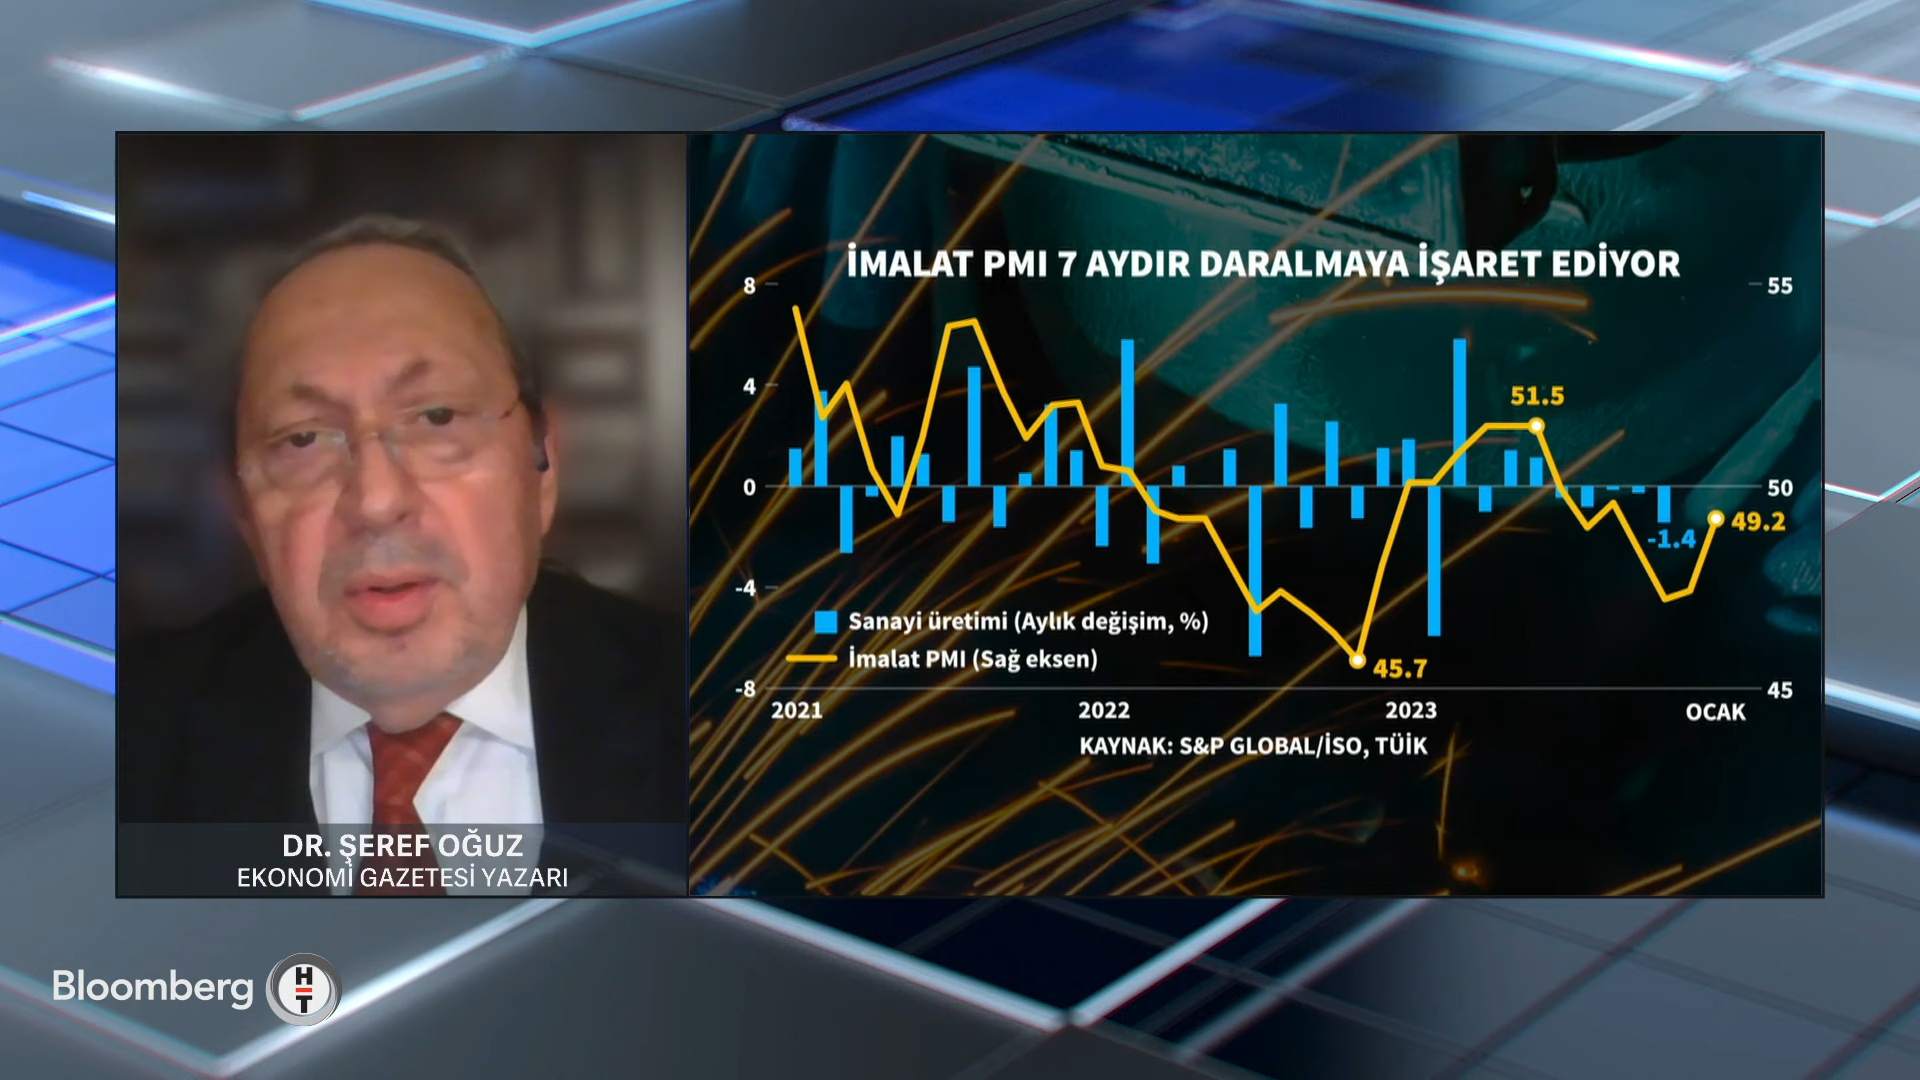 İMALAT PMI 7 AYDIR DARALMAYA İŞARET EDİYOR
8
55
4
51.5
0
50
49.2
-1.4
-4
Sanayi üretimi (Aylık değişim, %)
İmalat PMI (Sağ eksen)
45.7
-8
45
2021
2022
2023
OCAK
KAYNAK: S&P GLOBAL/İSO, TÜİK
DR. ŞEREF OĞUZ
EKONOMİ GAZETESİ YAZARI
Bloomberg HT